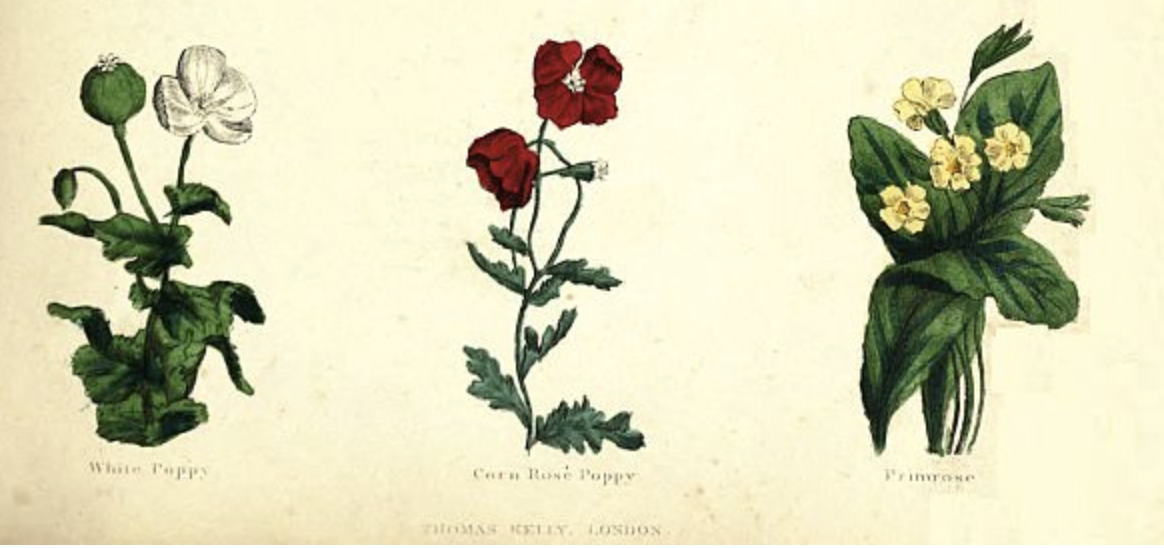 White Poppy
Corn Rose Poppy
Primrose
THOMAS KELLY, LONDON.